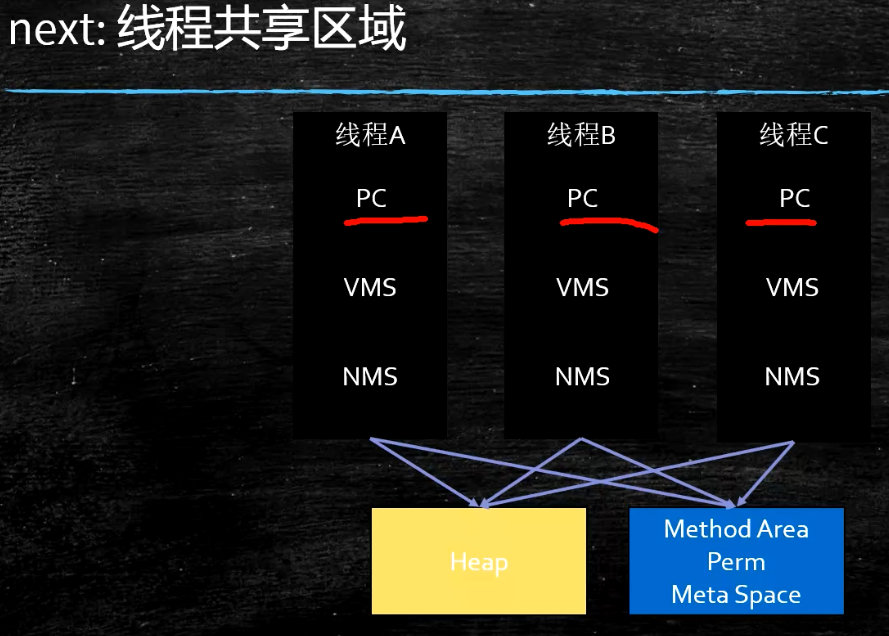 next: 线程共享区域
线程A
PC
VMS
NMS
线程B
PC
VMS
NMS
线程C
PC
VMS
NMS
Heap
Method Area
Perm
Meta Space